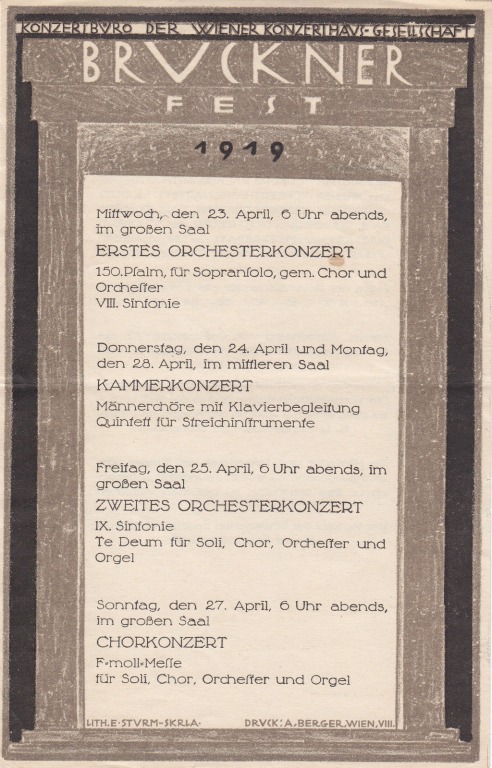 KONZERTBÜRO DER WIENER KONZERTHAUS-GESELLSCHAFT
BRUCKNER
FEST
1919
Mittwoch, den 23. April, 6 Uhr abends,
im großen Saal
ERSTES ORCHESTERKONZERT
150. Pſalm, für Sopranſolo, gem. Chor und
Orcheſter
VIII. Sinfonie
Donnerstag, den 24. April und Montag,
den 28. April, im mittleren Saal
KAMMERKONZERT
Männerchöre mit Klavierbegleitung
Quintett für Streichinſtrumente
Freitag, den 25. April, 6 Uhr abends, im
großen Saal
ZWEITES ORCHESTERKONZERT
IX. Sinfonie
Te Deum für Soli, Chor, Orcheſter und
Orgel
Sonntag, den 27. April, 6 Uhr abends,
im großen Saal
CHORKONZERT
F-moll-Meſſe
für Soli, Chor, Orcheſter und Orgel
LITH. E. STURM-SKRLA. DRUCK: A. BERGER, WIEN, VIII.